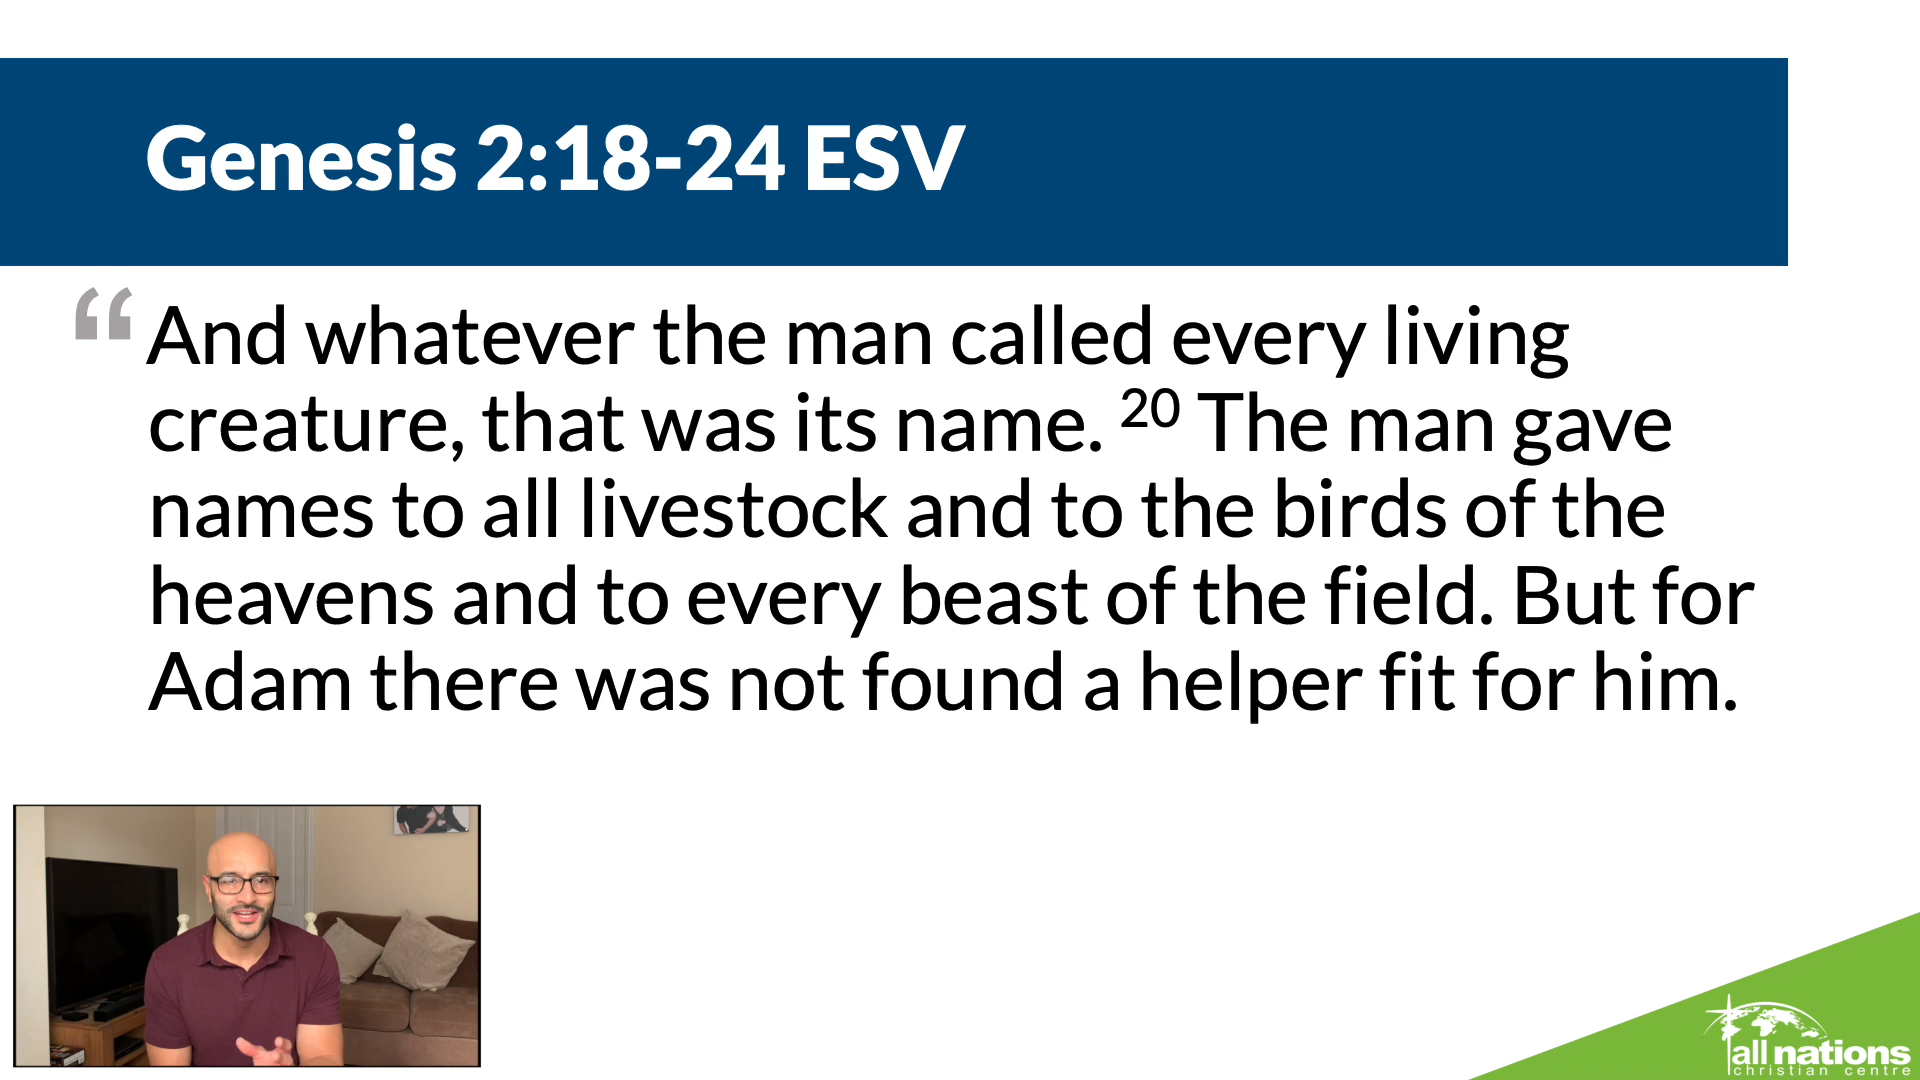 Genesis 2:18-24 ESV
“And whatever the man called every living
creature, that was its name. ²⁰ The man gave
names to all livestock and to the birds of the
heavens and to every beast of the field. But for
Adam there was not found a helper fit for him.
all nations
christian centre